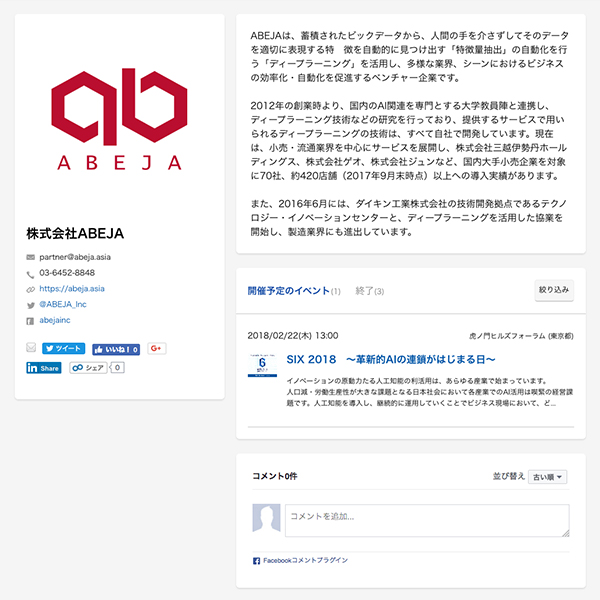 ABEJA
株式会社ABEJA
partner@abeja.asia
03-6452-8848
https://abeja.asia
@ABEJA_Inc
abejainc
ツイート
いいね！ 0
G+
in Share
シェア
0
ABEJAは、蓄積されたビックデータから、人間の手を介さずしてそのデータ
を適切に表現する特　徴を自動的に見つけ出す「特徴量抽出」の自動化を行
う「ディープラーニング」を活用し、多様な業界、シーンにおけるビジネス
の効率化・自動化を促進するベンチャー企業です。
2012年の創業時より、国内のAI関連を専門とする大学教員陣と連携し、
ディープラーニング技術などの研究を行っており、提供するサービスで用い
られるディープラーニングの技術は、すべて自社で開発しています。現在
は、小売・流通業界を中心にサービスを展開し、株式会社三越伊勢丹ホール
ディングス、株式会社ゲオ、株式会社ジュンなど、国内大手小売企業を対象
に70社、約420店舗（2017年9月末時点）以上への導入実績があります。
また、2016年6月には、ダイキン工業株式会社の技術開発拠点であるテクノ
ロジー・イノベーションセンターと、ディープラーニングを活用した協業を
開始し、製造業界にも進出しています。
開催予定のイベント(1)
終了(3)
絞り込み
2018/02/22(木) 13:00
虎ノ門ヒルズフォーラム (東京都)
6
SIX 2018　〜革新的AIの連鎖がはじまる日〜
イノベーションの原動力たる人工知能の利活用は、あらゆる産業で始まっています。
人口減・労働生産性が大きな課題となる日本社会において各産業でのAI活用は喫緊の経営課
題です。人工知能を導入し、継続的に運用していくことでビジネス現場において、ど...
コメント0件
並び替え
古い順
コメントを追加...
Facebookコメントプラグイン